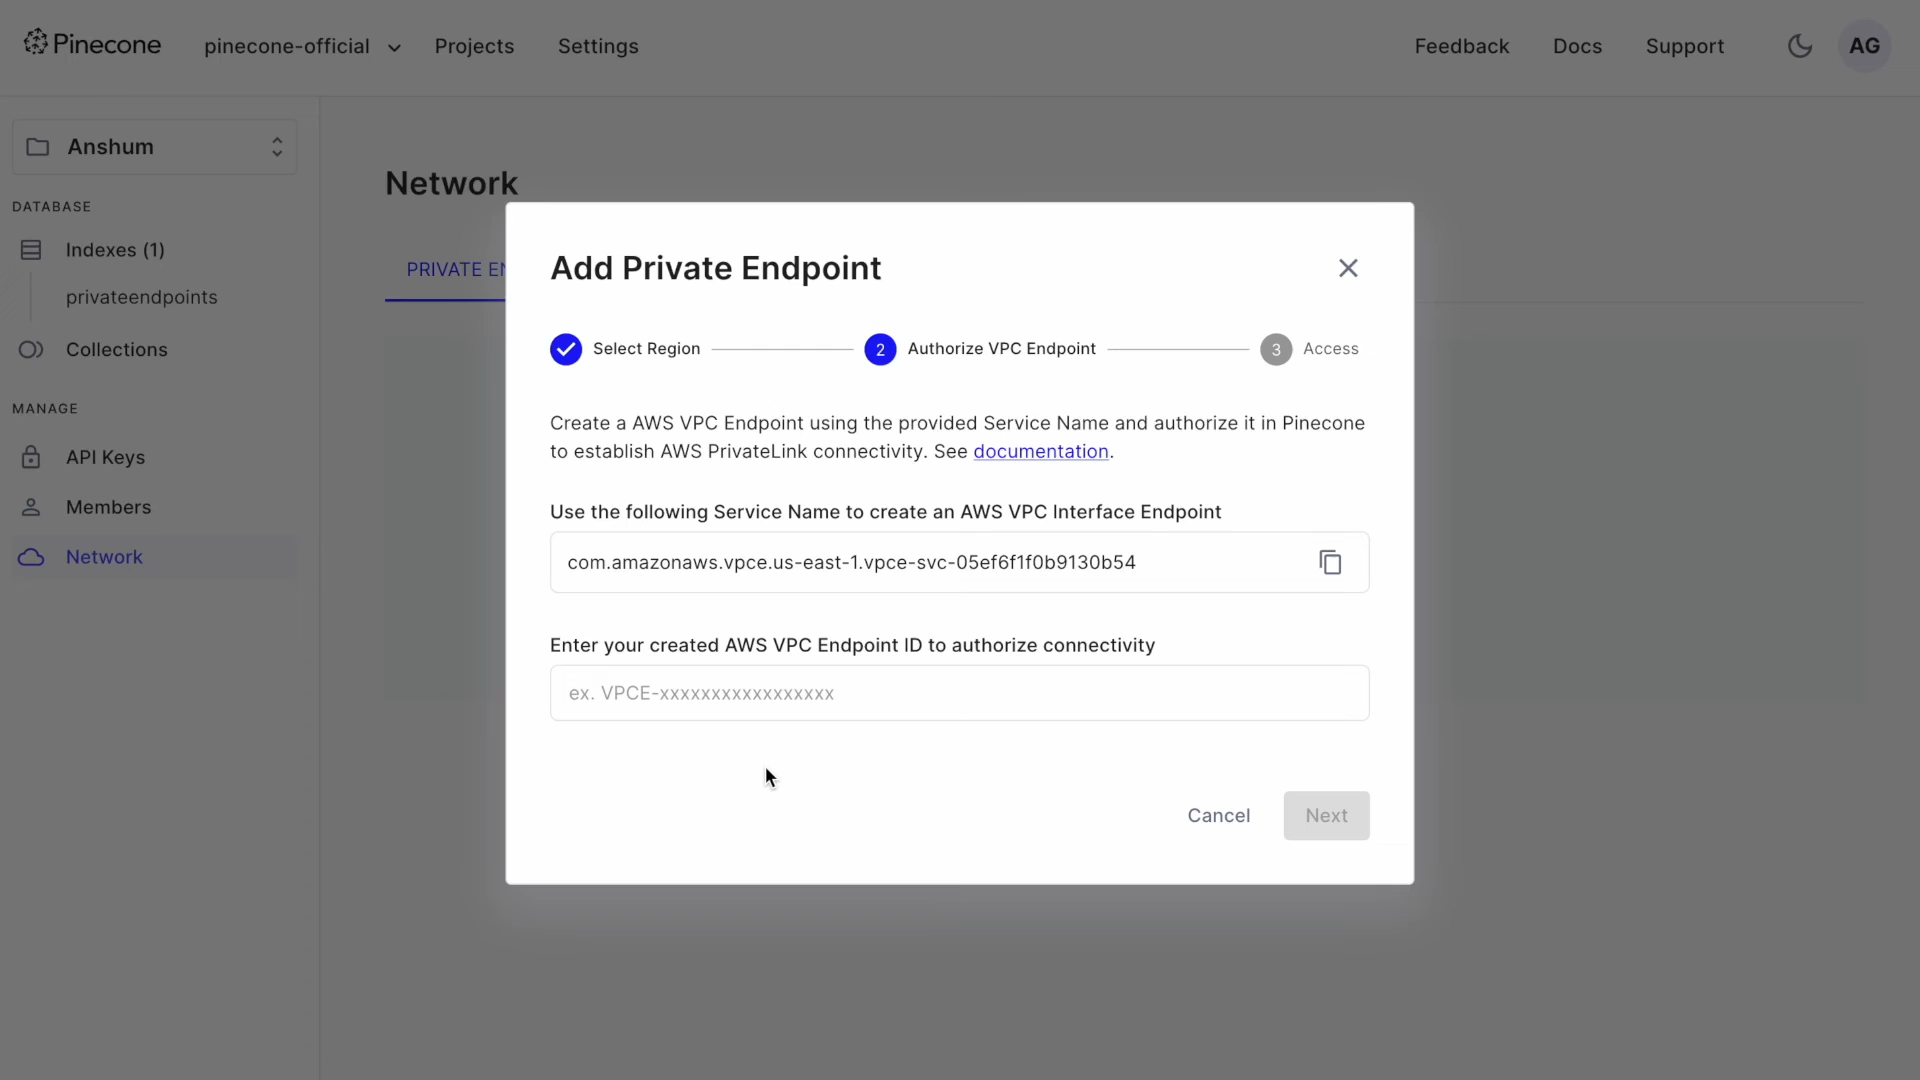 Pinecone
pinecone-official
Projects
Settings
Feedback
Docs
Support
AG
Anshum
DATABASE
Indexes (1)
privateendpoints
Collections
MANAGE
API Keys
Members
Network
Network
PRIVATE EN
Add Private Endpoint
Select Region
2 Authorize VPC Endpoint
3 Access
Create a AWS VPC Endpoint using the provided Service Name and authorize it in Pinecone
to establish AWS PrivateLink connectivity. See documentation.
Use the following Service Name to create an AWS VPC Interface Endpoint
com.amazonaws.vpce.us-east-1.vpce-svc-05ef6f1f0b9130b54
Enter your created AWS VPC Endpoint ID to authorize connectivity
ex. VPCE-xxxxxxxxxxxxxxxxx
Cancel
Next